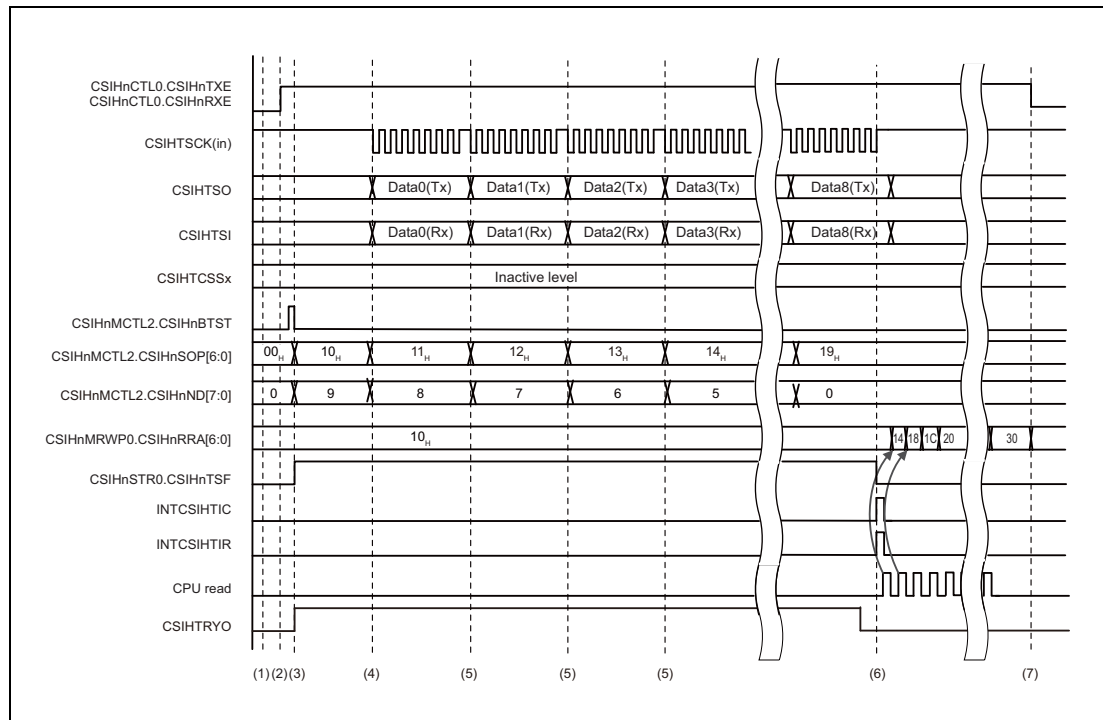 CSIHnCTL0.CSIHnTXE
CSIHnCTL0.CSIHnRXE
CSIHTSCK(in)
CSIHTSO Data0(Tx) Data1(Tx) Data2(Tx) Data3(Tx) Data8(Tx)
CSIHTSI Data0(Rx) Data1(Rx) Data2(Rx) Data3(Rx) Data8(Rx)
CSIHTCSSx Inactive level
CSIHnMCTL2.CSIHnBTST
CSIHnMCTL2.CSIHnSOP[6:0] 00H 10H 11H 12H 13H 14H 19H
CSIHnMCTL2.CSIHnND[7:0] 0 9 8 7 6 5 0
CSIHnMRWP0.CSIHnRRA[6:0] 10H 14 18 1C 20 30
CSIHnSTR0.CSIHnTSF
INTCSIHTIC
INTCSIHTIR
CPU read
CSIHTRYO
(1) (2) (3) (4) (5) (5) (5) (6) (7)